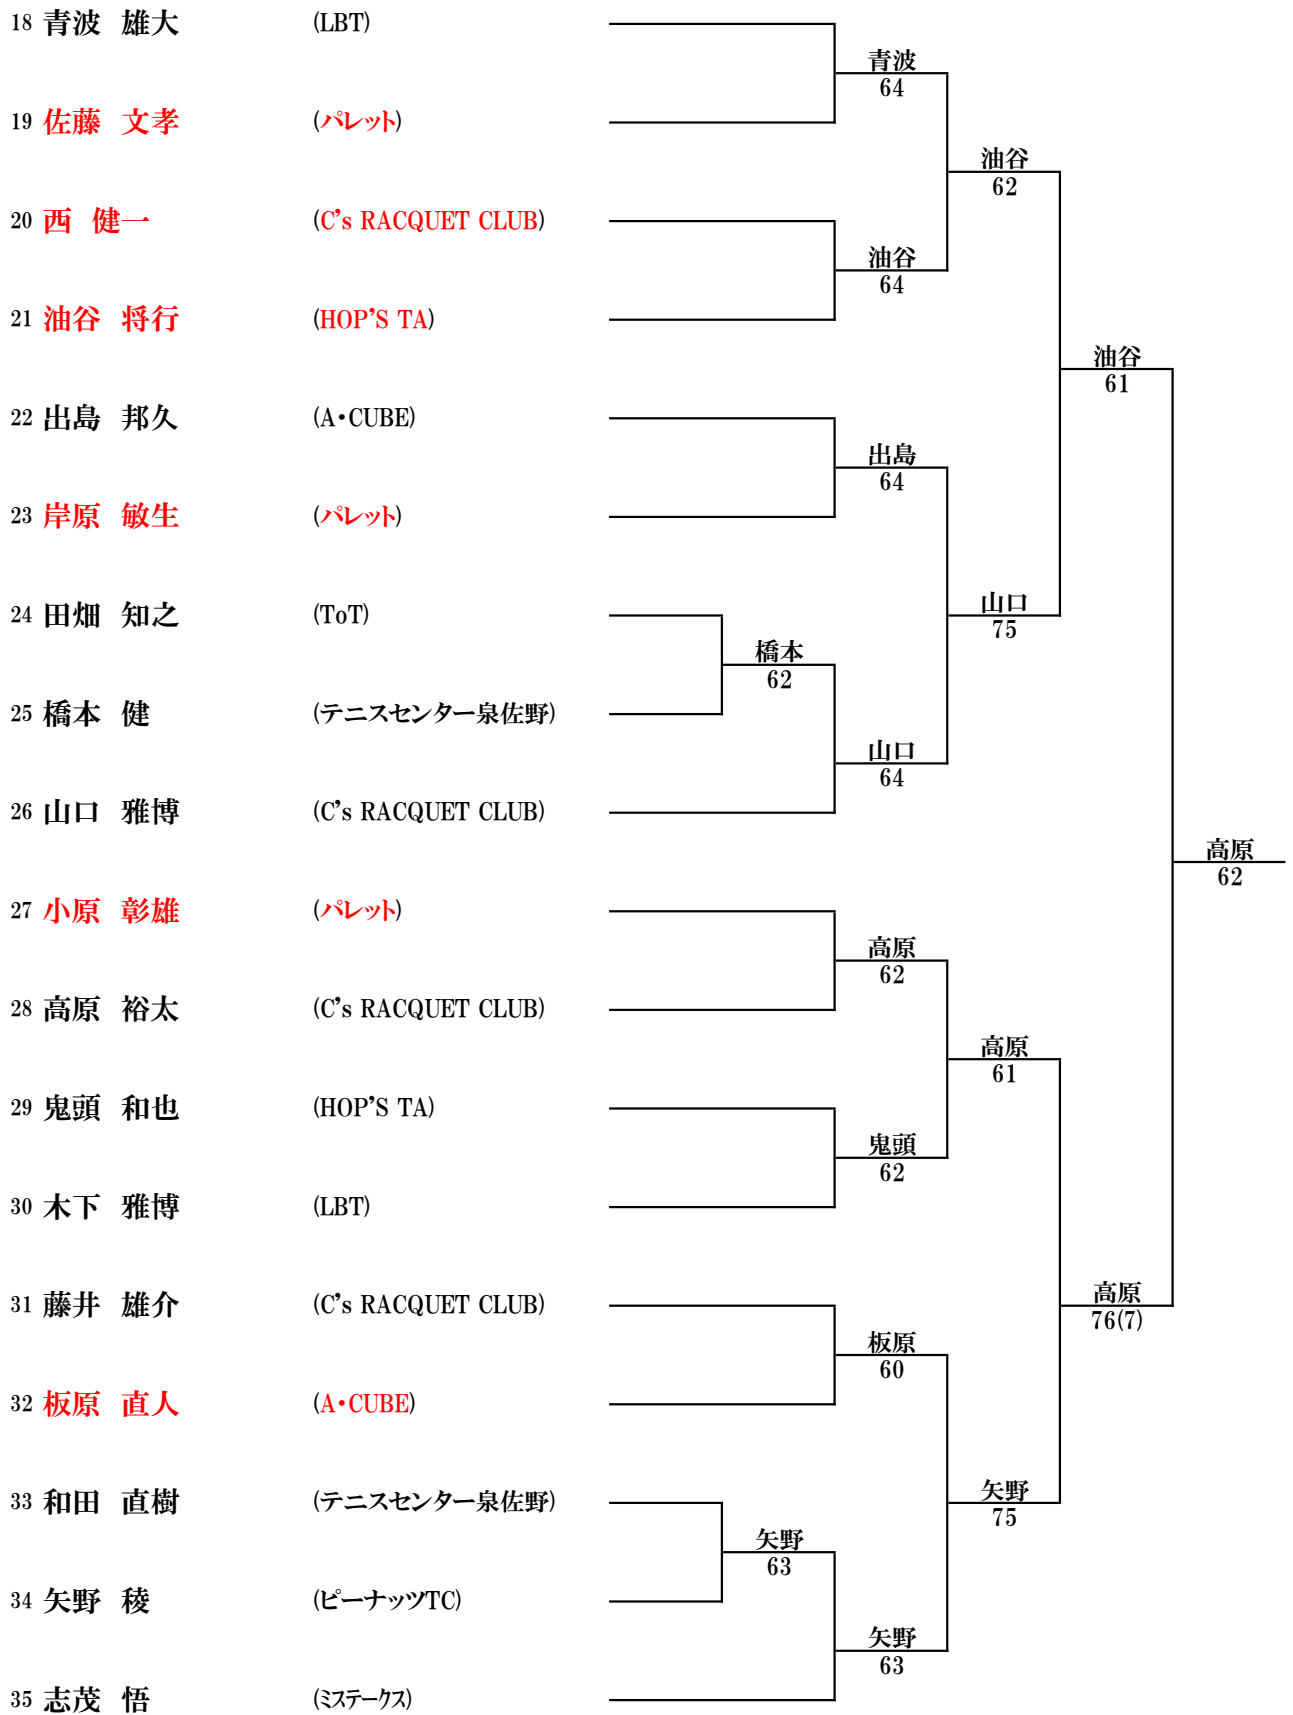 18 青波 雄大 (LBT)
青波
64
19 佐藤 文孝 (パレット)
油谷
62
20 西 健一 (C's RACQUET CLUB)
油谷
64
21 油谷 将行 (HOP'S TA)
油谷
61
22 出島 邦久 (A・CUBE)
出島
64
23 岸原 敏生 (パレット)
山口
75
24 田畑 知之 (ToT)
橋本
62
25 橋本 健 (テニスセンター泉佐野)
山口
64
26 山口 雅博 (C's RACQUET CLUB)
高原
62
27 小原 彰雄 (パレット)
高原
62
28 高原 裕太 (C's RACQUET CLUB)
高原
61
29 鬼頭 和也 (HOP'S TA)
鬼頭
62
30 木下 雅博 (LBT)
高原
76(7)
31 藤井 雄介 (C's RACQUET CLUB)
板原
60
32 板原 直人 (A・CUBE)
矢野
75
33 和田 直樹 (テニスセンター泉佐野)
矢野
63
34 矢野 稜 (ピーナッツTC)
矢野
63
35 志茂 悟 (ミステークス)